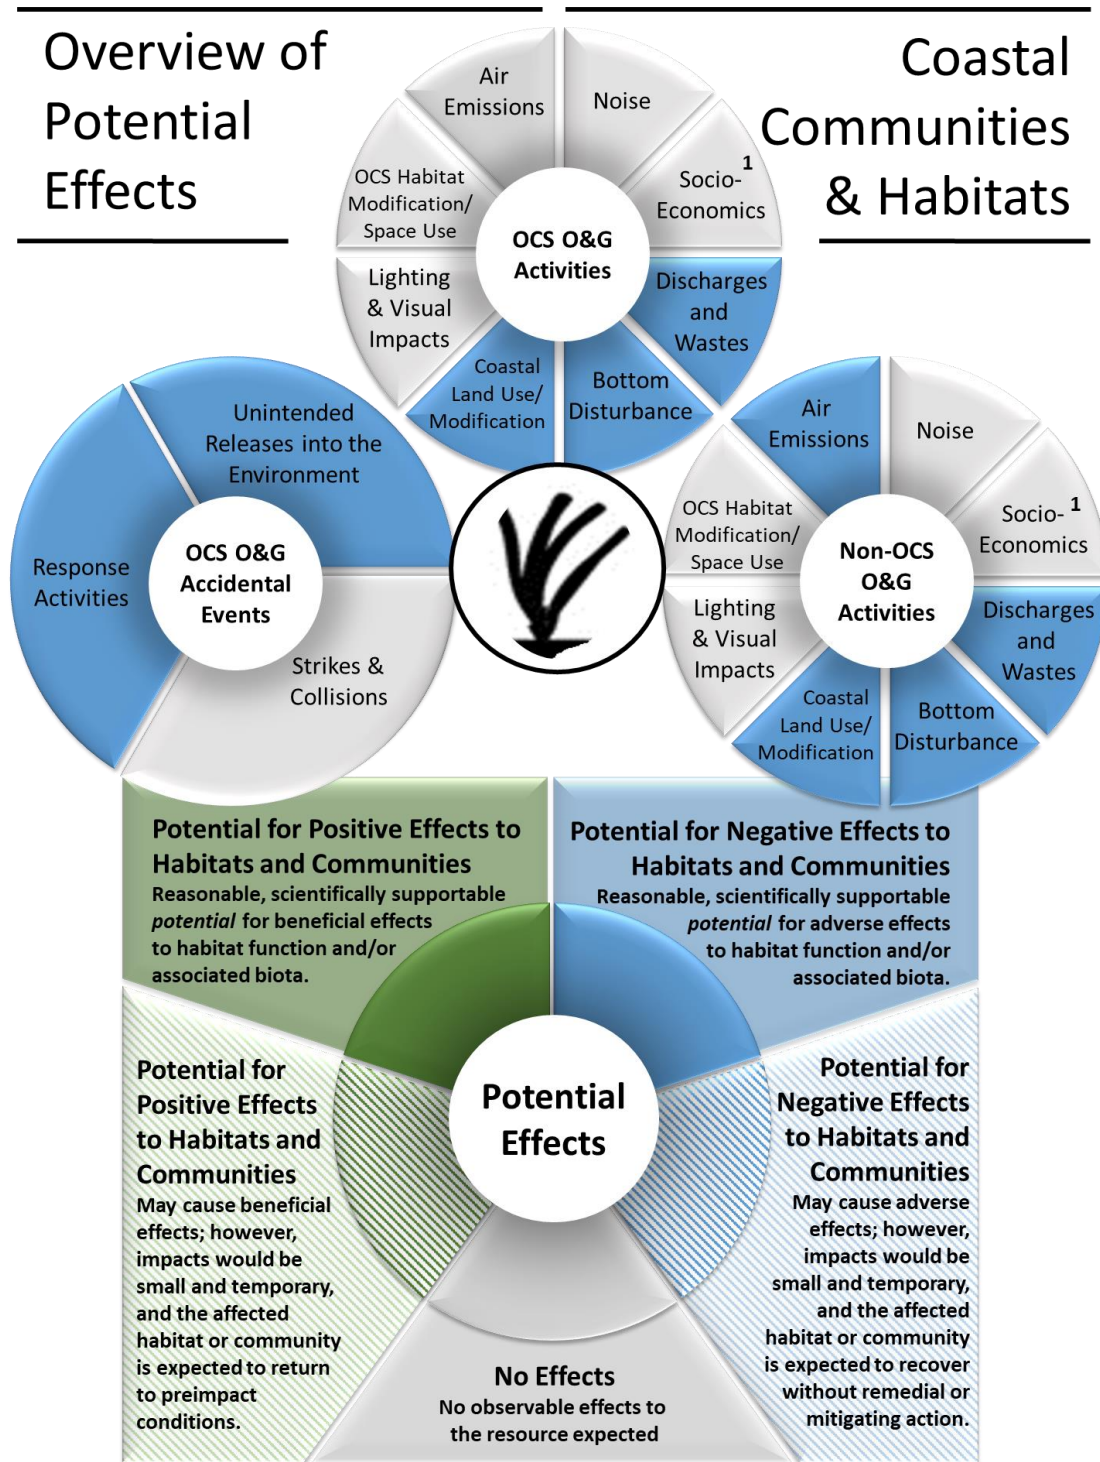 Overview of
Potential
Effects
Coastal
Communities
& Habitats
Air
Emissions
Noise
OCS Habitat
Modification/
Space Use
Socio-1
Economics
OCS O&G
Activities
Lighting
& Visual
Impacts
Discharges
and
Wastes
Coastal
Land Use/
Modification
Bottom
Disturbance
Unintended
Releases into the
Environment
Response
Activities
OCS O&G
Accidental
Events
Strikes &
Collisions
Air
Emissions
Noise
OCS Habitat
Modification/
Space Use
Socio-1
Economics
Non-OCS
O&G
Activities
Lighting
& Visual
Impacts
Discharges
and
Wastes
Coastal
Land Use/
Modification
Bottom
Disturbance
Potential for Positive Effects to
Habitats and Communities
Reasonable, scientifically supportable
potential for beneficial effects
to habitat function and/or
associated biota.
Potential for Negative Effects to
Habitats and Communities
Reasonable, scientifically supportable
potential for adverse effects
to habitat function and/or
associated biota.
Potential for
Positive Effects
to Habitats and
Communities
May cause beneficial
effects; however,
impacts would be
small and temporary,
and the affected
habitat or community
is expected to return
to preimpact
conditions.
Potential
Effects
Potential for
Negative Effects
to Habitats and
Communities
May cause adverse
effects; however,
impacts would be
small and temporary,
and the affected
habitat or community
is expected to recover
without remedial or
mitigating action.
No Effects
No observable effects to
the resource expected